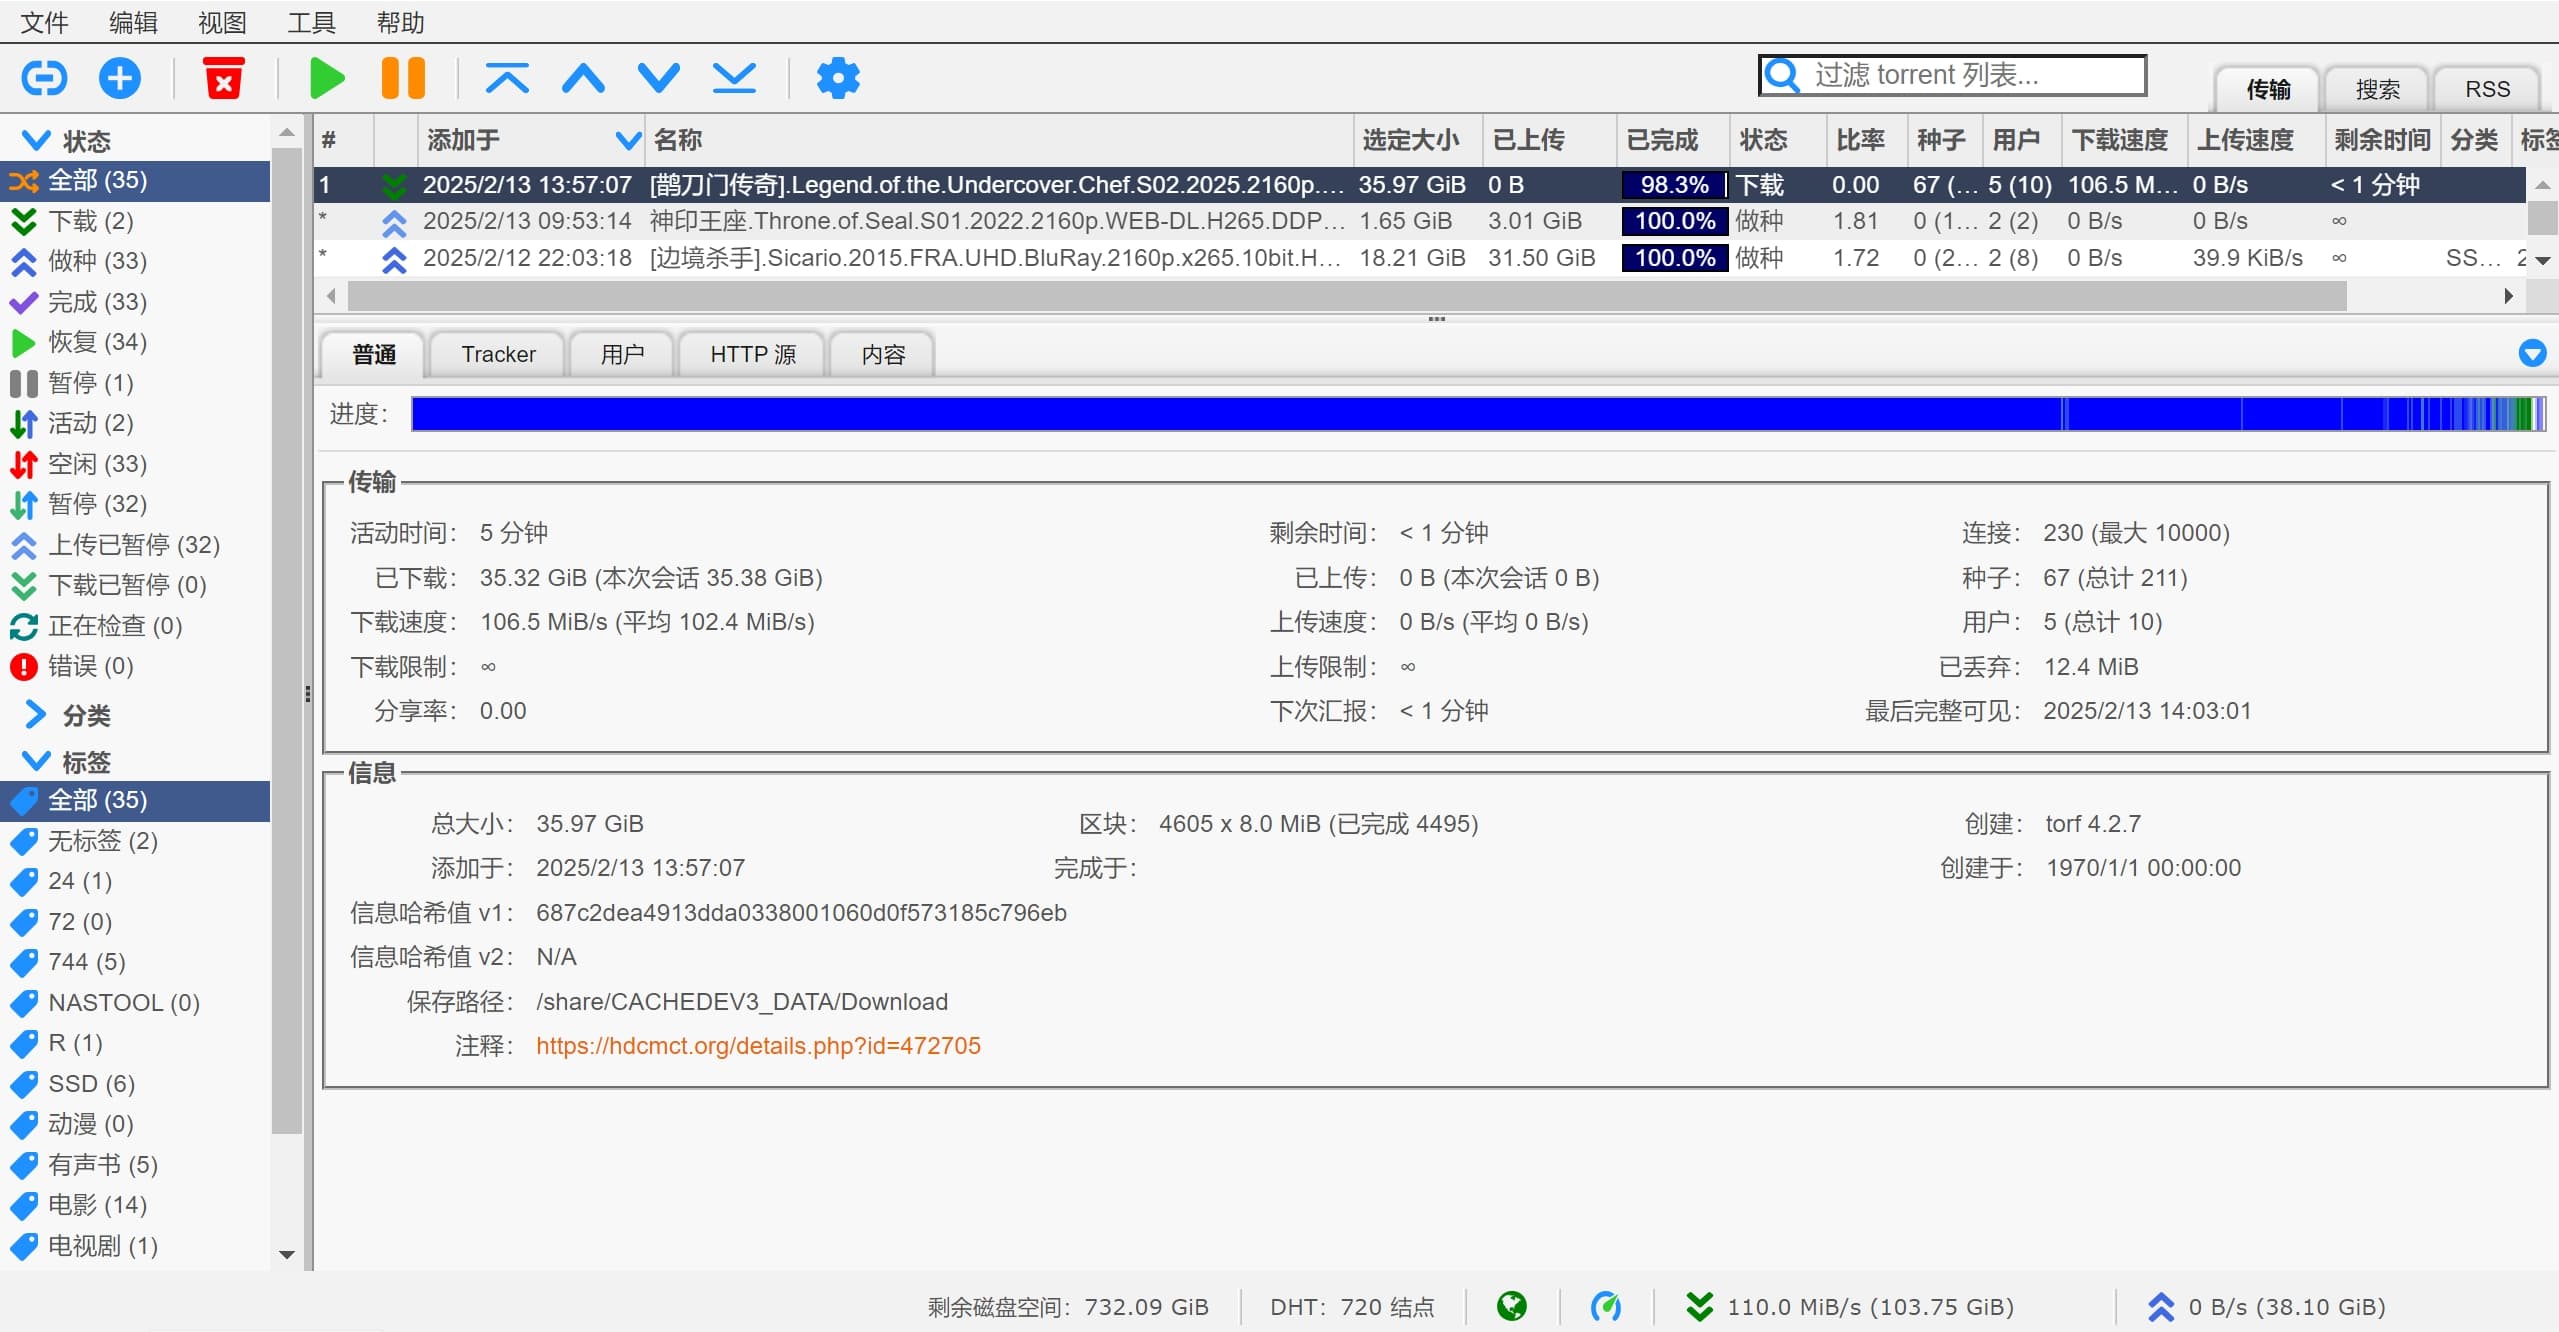 文件 编辑 视图 工具 帮助
过滤 torrent 列表... 传输 搜索 RSS
状态
全部 (35)
下载 (2)
做种 (33)
完成 (33)
恢复 (34)
暂停 (1)
活动 (2)
空闲 (33)
暂停 (32)
上传已暂停 (32)
下载已暂停 (0)
正在检查 (0)
错误 (0)
分类
标签
全部 (35)
无标签 (2)
24 (1)
72 (0)
744 (5)
NASTOOL (0)
R (1)
SSD (6)
动漫 (0)
有声书 (5)
电影 (14)
电视剧 (1)
# 添加于 名称 选定大小 已上传 已完成 状态 比率 种子 用户 下载速度 上传速度 剩余时间 分类 标签
1 2025/2/13 13:57:07 [鹊刀门传奇].Legend.of.the.Undercover.Chef.S02.2025.2160p.... 35.97 GiB 0 B 98.3% 下载 0.00 67 (... 5 (10) 106.5 M... 0 B/s < 1 分钟
* 2025/2/13 09:53:14 神印王座.Throne.of.Seal.S01.2022.2160p.WEB-DL.H265.DDP... 1.65 GiB 3.01 GiB 100.0% 做种 1.81 0 (1... 2 (2) 0 B/s 0 B/s ∞
* 2025/2/12 22:03:18 [边境杀手].Sicario.2015.FRA.UHD.BluRay.2160p.x265.10bit.H... 18.21 GiB 31.50 GiB 100.0% 做种 1.72 0 (2... 2 (8) 0 B/s 39.9 KiB/s ∞ SS... 2
普通 Tracker 用户 HTTP 源 内容
进度：
传输
活动时间： 5 分钟 剩余时间： < 1 分钟 连接： 230 (最大 10000)
已下载： 35.32 GiB (本次会话 35.38 GiB) 已上传： 0 B (本次会话 0 B) 种子： 67 (总计 211)
下载速度： 106.5 MiB/s (平均 102.4 MiB/s) 上传速度： 0 B/s (平均 0 B/s) 用户： 5 (总计 10)
下载限制： ∞ 上传限制： ∞ 已丢弃： 12.4 MiB
分享率： 0.00 下次汇报： < 1 分钟 最后完整可见： 2025/2/13 14:03:01
信息
总大小： 35.97 GiB 区块： 4605 x 8.0 MiB (已完成 4495) 创建： torf 4.2.7
添加于： 2025/2/13 13:57:07 完成于： 创建于： 1970/1/1 00:00:00
信息哈希值 v1： 687c2dea4913dda0338001060d0f573185c796eb
信息哈希值 v2： N/A
保存路径： /share/CACHEDEV3_DATA/Download
注释： https://hdcmct.org/details.php?id=472705
剩余磁盘空间：732.09 GiB DHT：720 结点 110.0 MiB/s (103.75 GiB) 0 B/s (38.10 GiB)